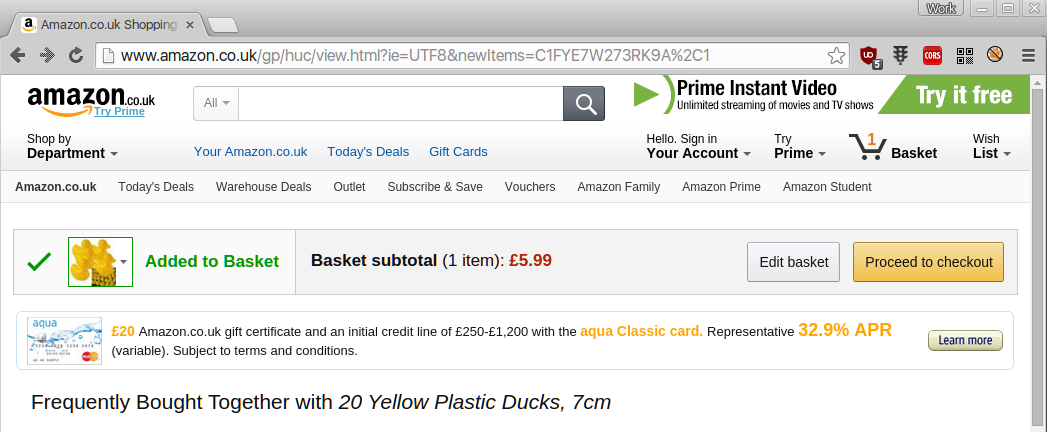 Work
Amazon.co.uk Shopping
www.amazon.co.uk/gp/huc/view.html?ie=UTF8&newItems=C1FYE7W273RK9A%2C1
5
CORS
amazon.co.uk
Try Prime
All
Prime Instant Video
Unlimited streaming of movies and TV shows
Try it free
Shop by
Department
Your Amazon.co.uk Today's Deals Gift Cards
Hello. Sign in
Your Account
Try
Prime
1
Basket
Wish
List
Amazon.co.uk Today's Deals Warehouse Deals Outlet Subscribe & Save Vouchers Amazon Family Amazon Prime Amazon Student
Added to Basket
Basket subtotal (1 item): £5.99
Edit basket
Proceed to checkout
aqua
£20 Amazon.co.uk gift certificate and an initial credit line of £250-£1,200 with the aqua Classic card. Representative 32.9% APR
(variable). Subject to terms and conditions.
Learn more
Frequently Bought Together with 20 Yellow Plastic Ducks, 7cm